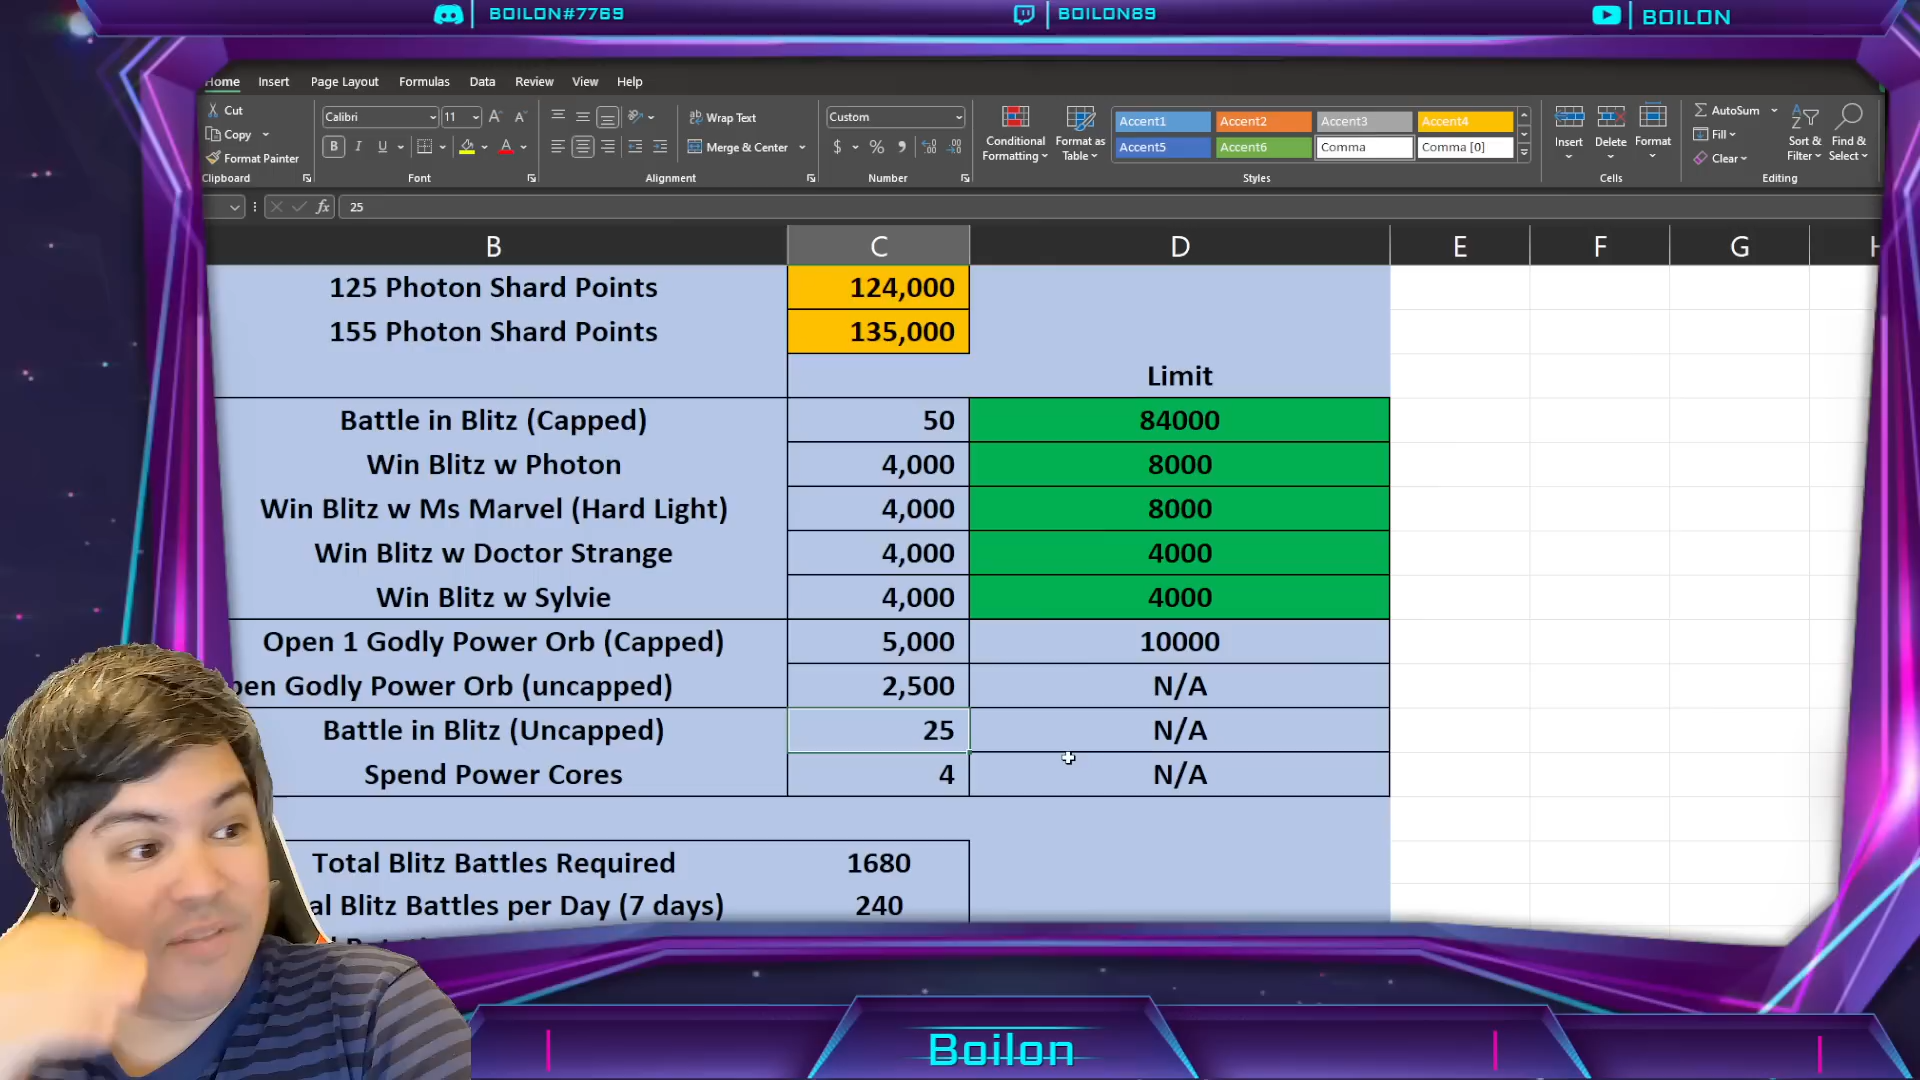 BOILON#7769
BOILON89
BOILON
Home Insert Page Layout Formulas Data Review View Help
Cut
Copy
Format Painter
Clipboard
Calibri 11
B I U
Font
Wrap Text
Merge & Center
Alignment
Custom
$ % 9
Number
Conditional Formatting
Format as Table
Accent1 Accent2 Accent3 Accent4
Accent5 Accent6 Comma Comma [0]
Styles
Insert Delete Format
Cells
AutoSum
Fill
Clear
Sort & Filter
Find & Select
Editing
fx 25
B C D E F G H
125 Photon Shard Points 124,000
155 Photon Shard Points 135,000
Limit
Battle in Blitz (Capped) 50 84000
Win Blitz w Photon 4,000 8000
Win Blitz w Ms Marvel (Hard Light) 4,000 8000
Win Blitz w Doctor Strange 4,000 4000
Win Blitz w Sylvie 4,000 4000
Open 1 Godly Power Orb (Capped) 5,000 10000
pen Godly Power Orb (uncapped) 2,500 N/A
Battle in Blitz (Uncapped) 25 N/A
Spend Power Cores 4 N/A
Total Blitz Battles Required 1680
al Blitz Battles per Day (7 days) 240
Boilon